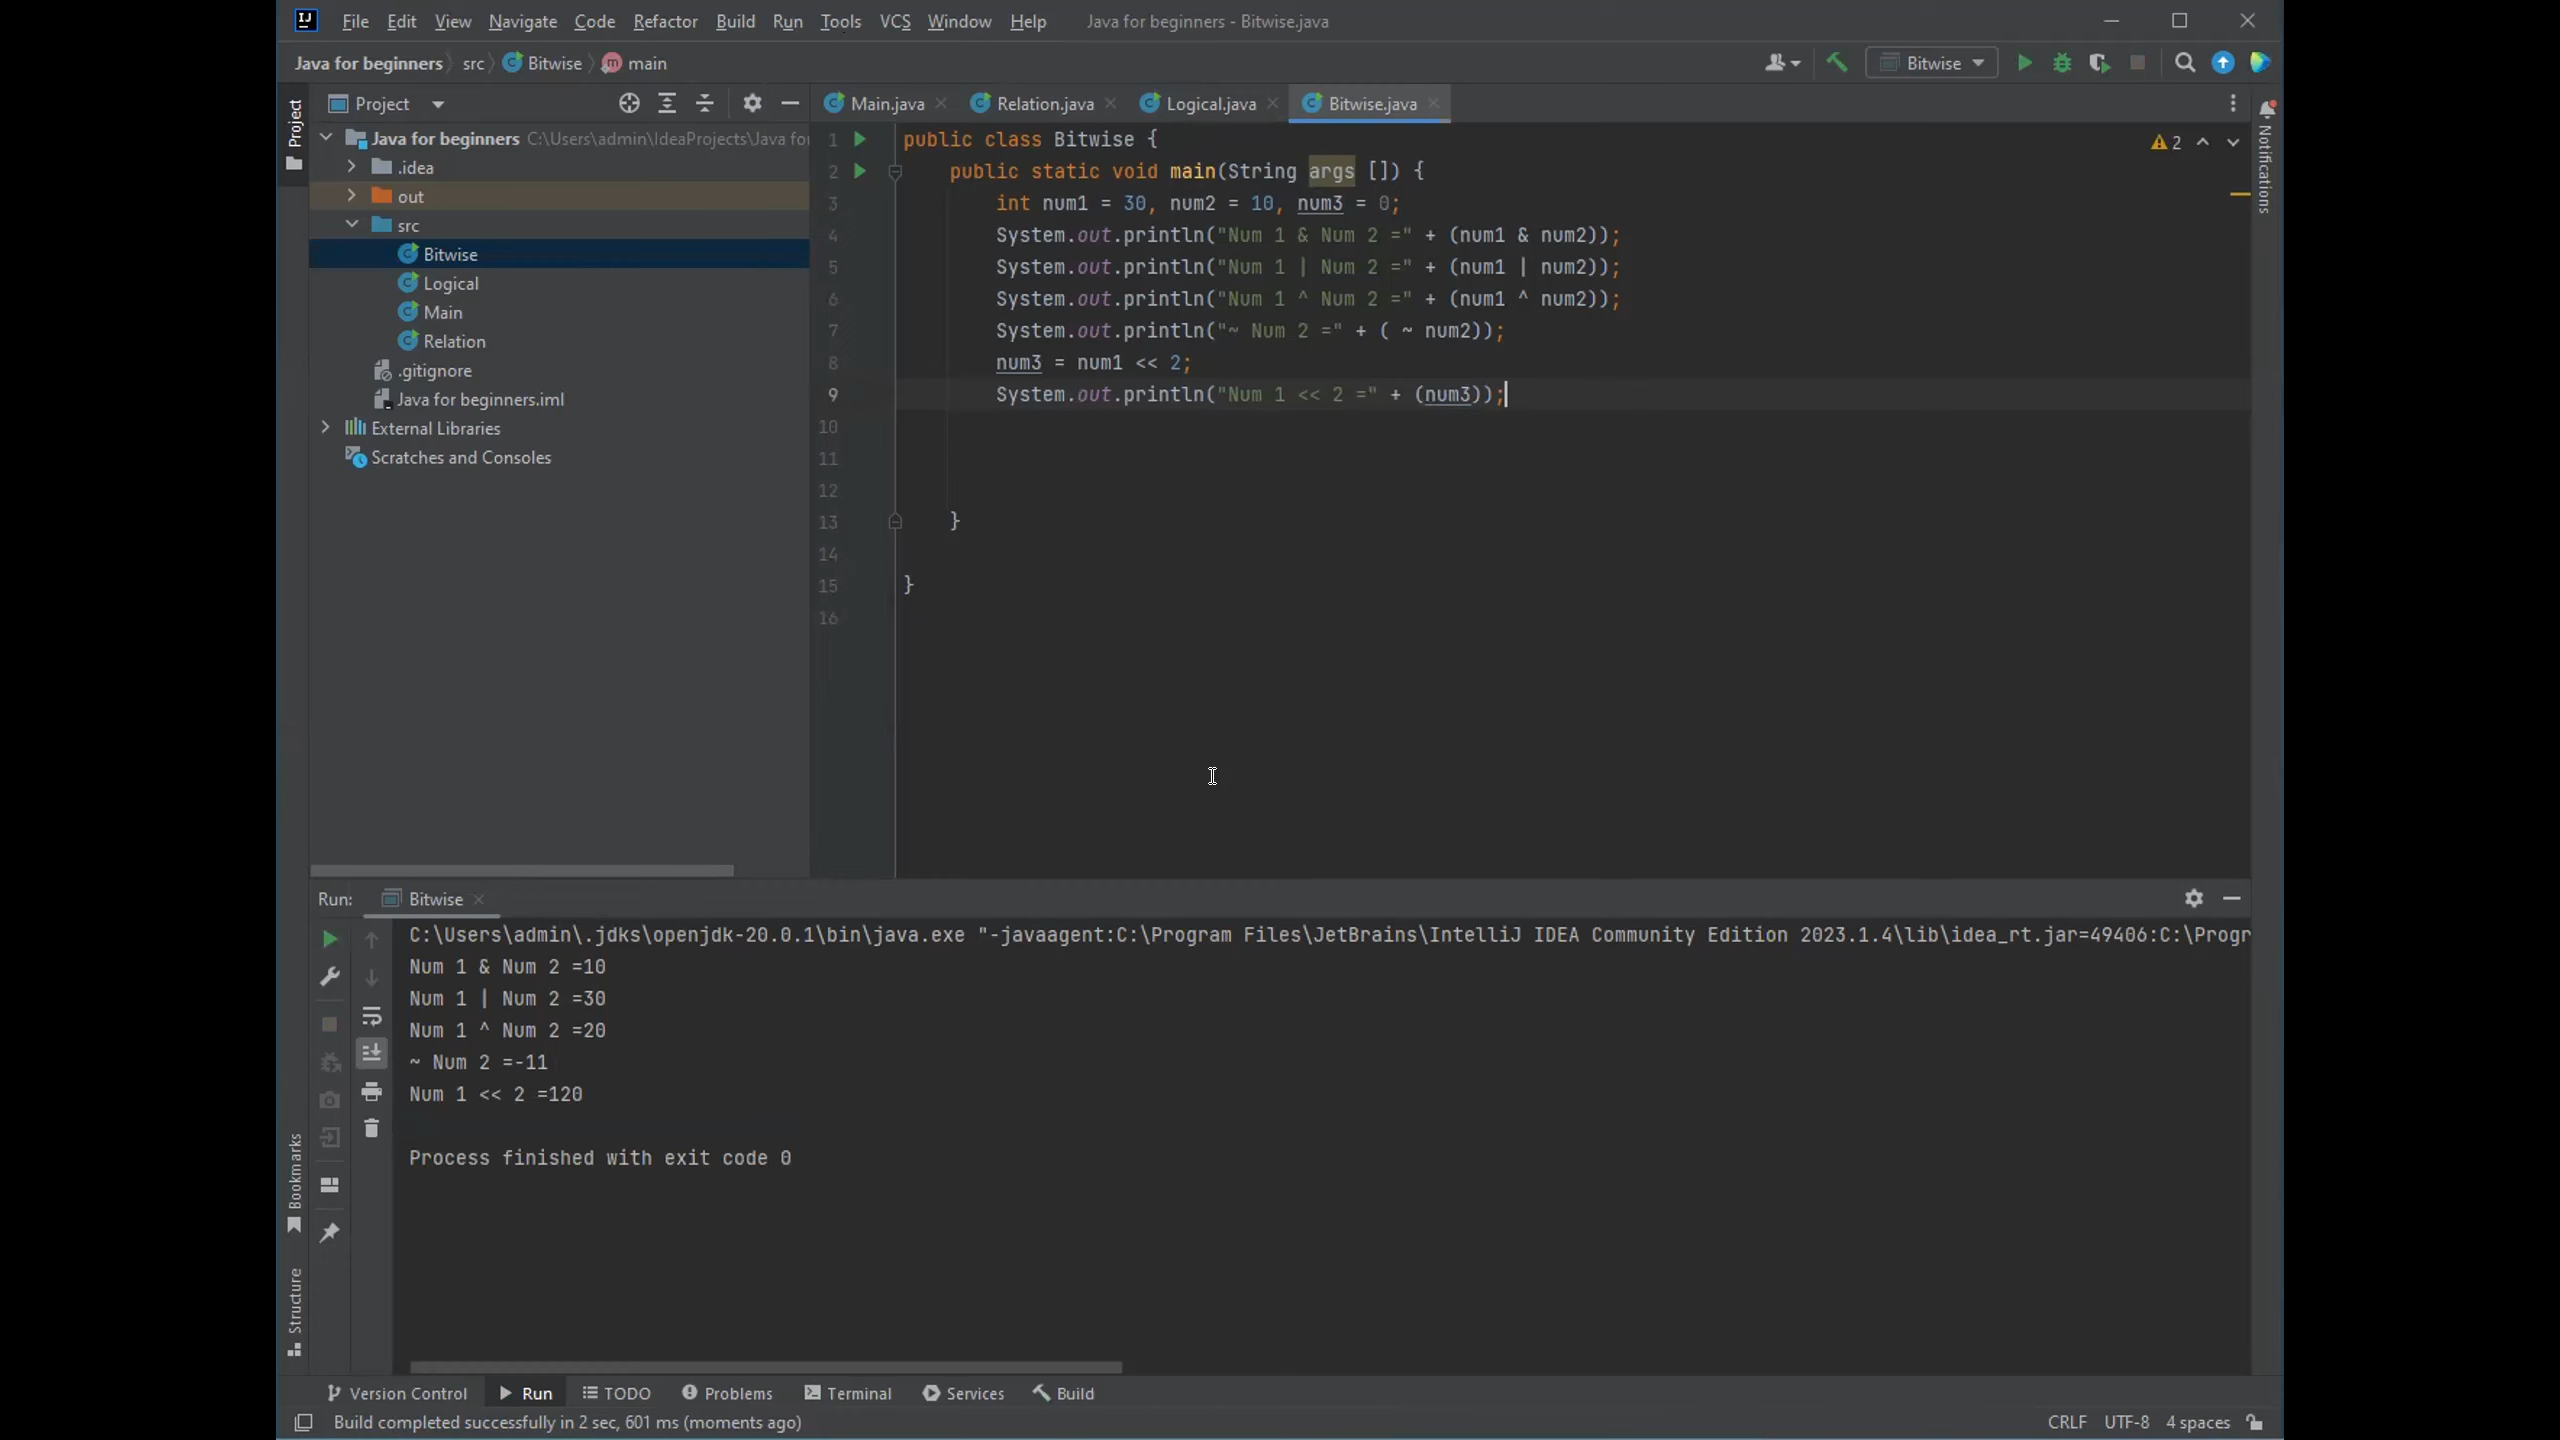 File Edit View Navigate Code Refactor Build Run Tools VCS Window Help Java for beginners - Bitwise.java
Java for beginners src Bitwise main Bitwise
Project
Main.java Relation.java Logical.java Bitwise.java
Project
Notifications
Java for beginners C:\Users\admin\IdeaProjects\Java fo
.idea
out
src
Bitwise
Logical
Main
Relation
.gitignore
Java for beginners.iml
External Libraries
Scratches and Consoles
2
1 public class Bitwise {
2 public static void main(String args []) {
3 int num1 = 30, num2 = 10, num3 = 0;
4 System.out.println("Num 1 & Num 2 =" + (num1 & num2));
5 System.out.println("Num 1 | Num 2 =" + (num1 | num2));
6 System.out.println("Num 1 ^ Num 2 =" + (num1 ^ num2));
7 System.out.println("~ Num 2 =" + ( ~ num2));
8 num3 = num1 << 2;
9 System.out.println("Num 1 << 2 =" + (num3));
10
11
12
13 }
14
15 }
16
Run: Bitwise
C:\Users\admin\.jdks\openjdk-20.0.1\bin\java.exe "-javaagent:C:\Program Files\JetBrains\IntelliJ IDEA Community Edition 2023.1.4\lib\idea_rt.jar=49406:C:\Progr
Num 1 & Num 2 =10
Num 1 | Num 2 =30
Num 1 ^ Num 2 =20
~ Num 2 =-11
Num 1 << 2 =120
Process finished with exit code 0
Bookmarks
Structure
Version Control Run TODO Problems Terminal Services Build
Build completed successfully in 2 sec, 601 ms (moments ago) CRLF UTF-8 4 spaces